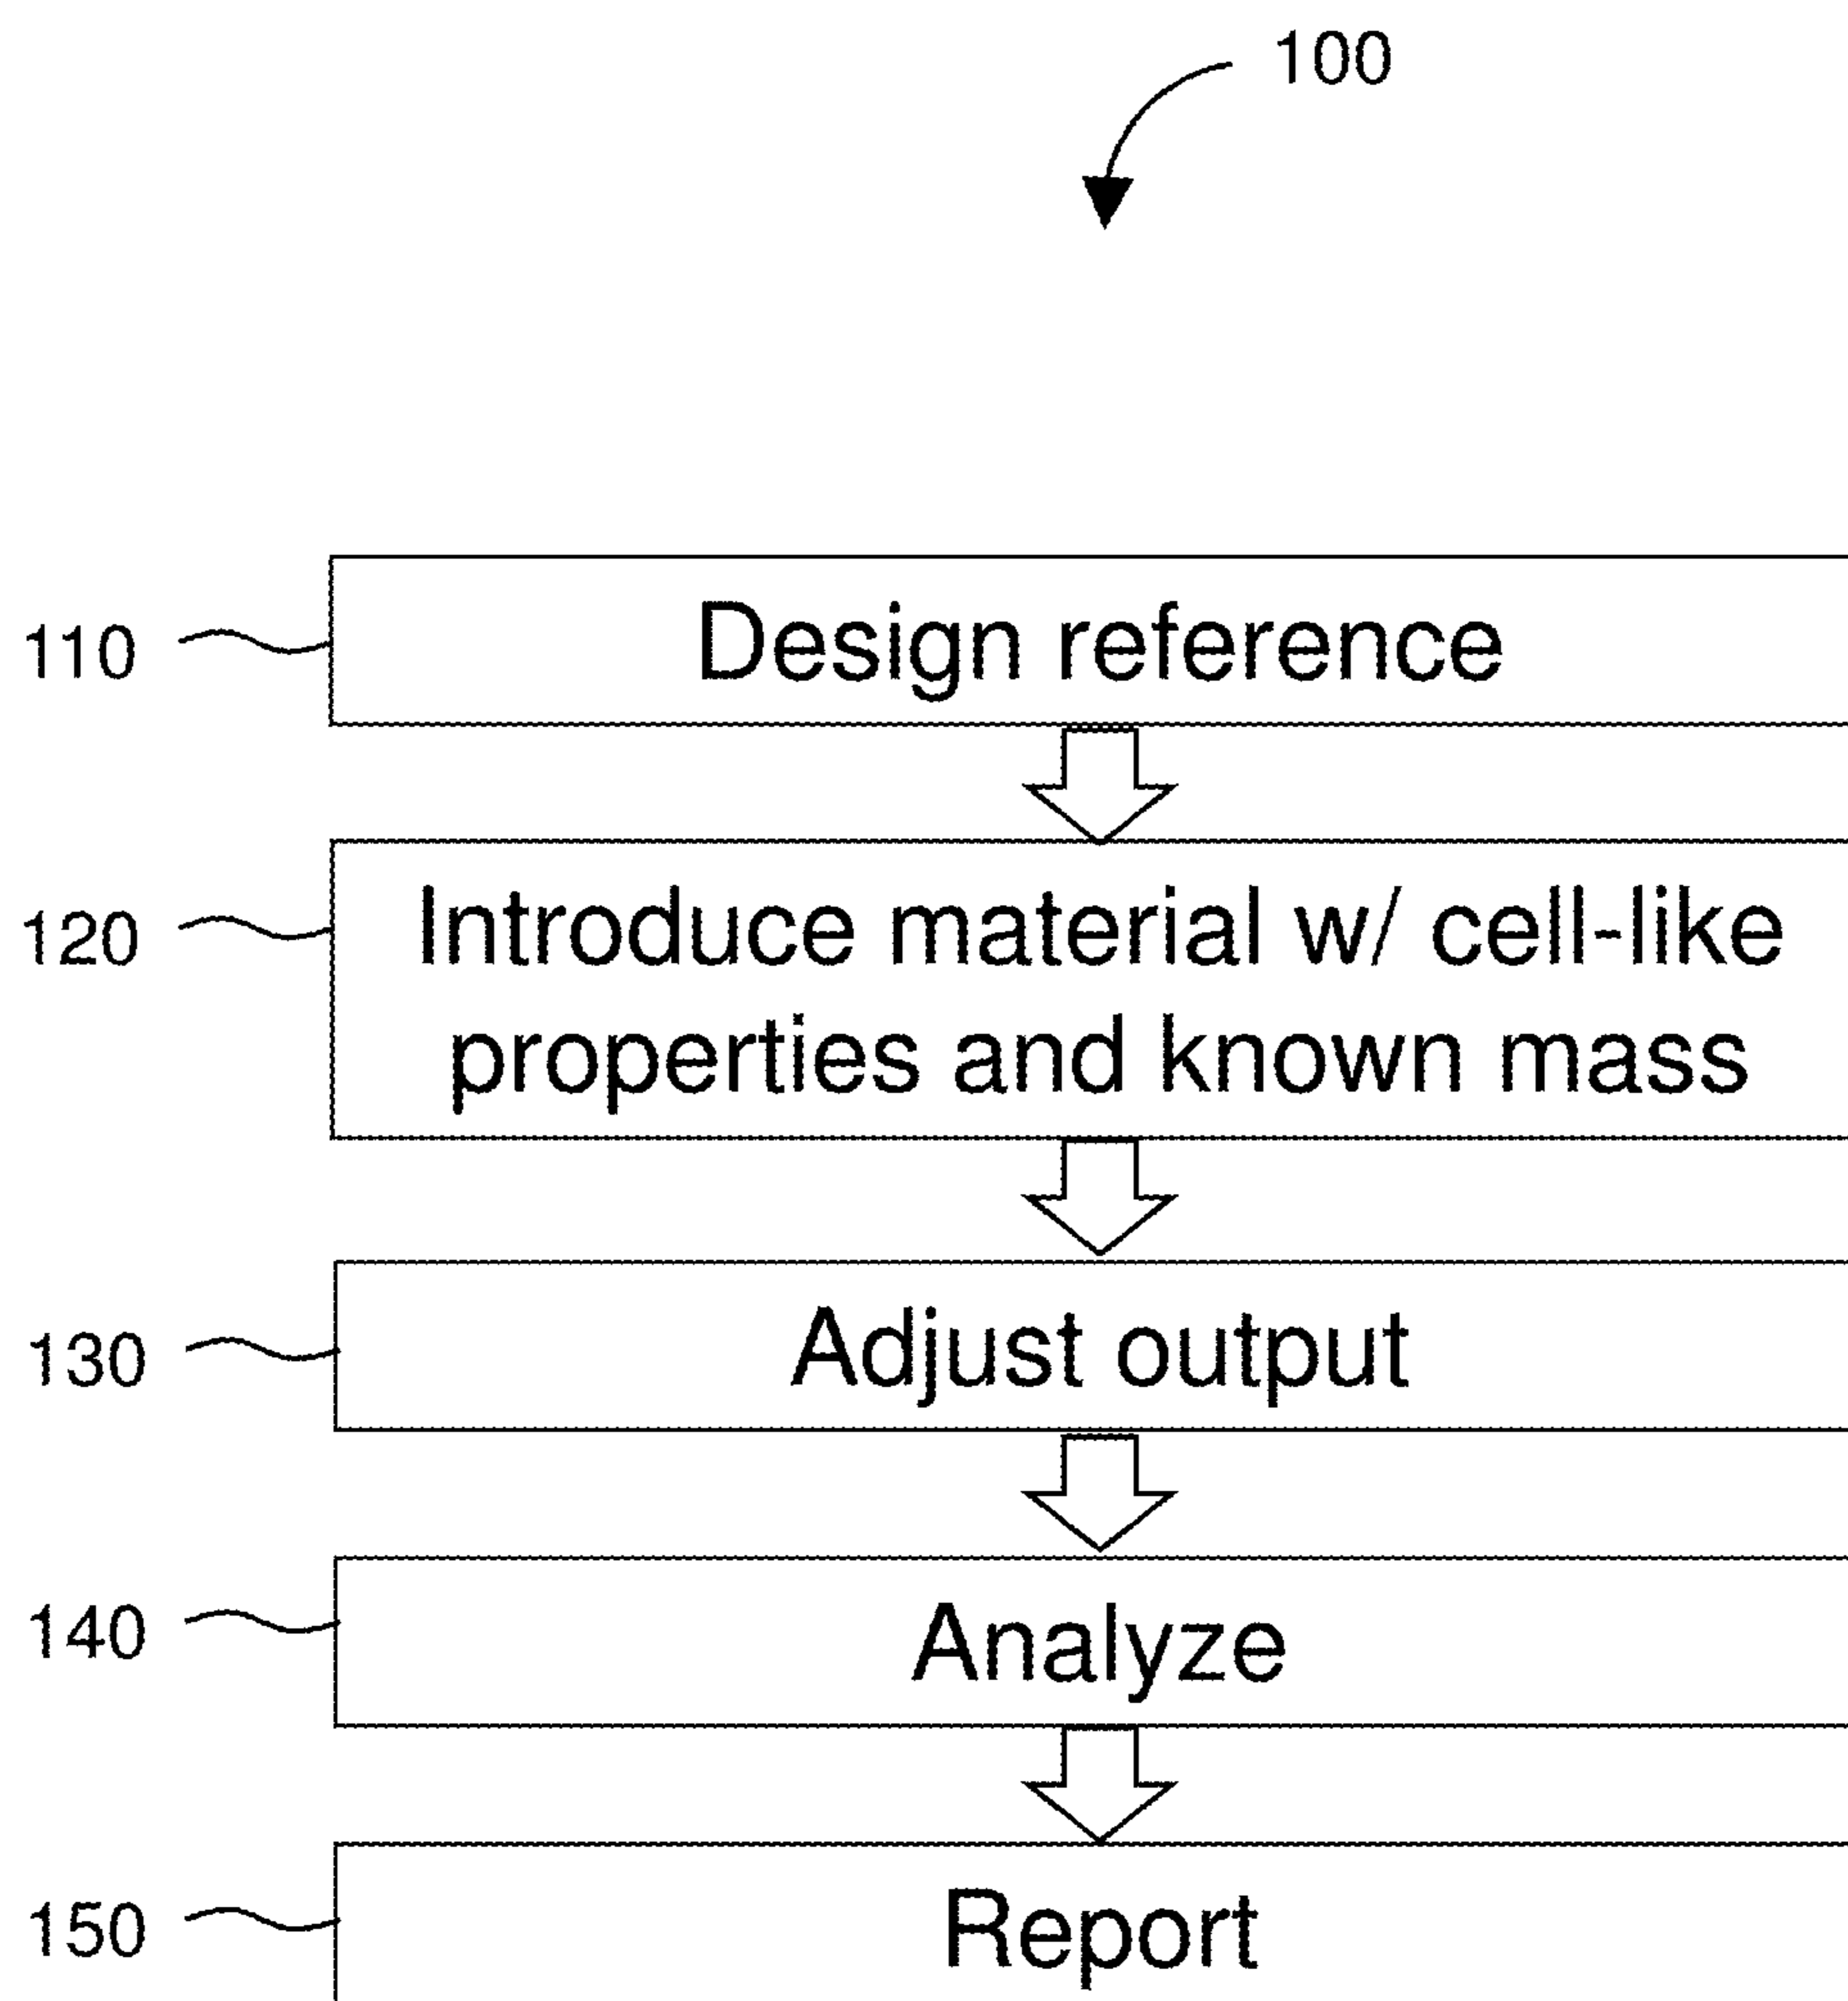 100
110
Design reference
120
Introduce material w/ cell-like
properties and known mass
130
Adjust output
140
Analyze
150
Report